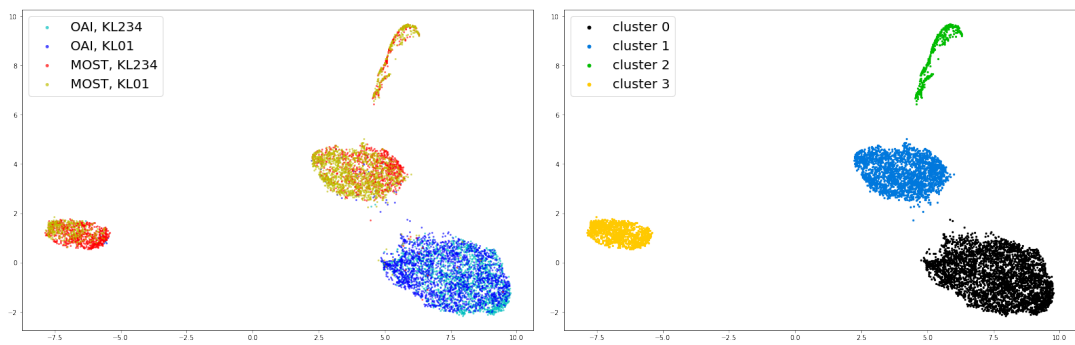 OAI, KL234
OAI, KL01
MOST, KL234
MOST, KL01
10
8
6
4
2
0
−2
−7.5 −5.0 −2.5 0.0 2.5 5.0 7.5 10.0
cluster 0
cluster 1
cluster 2
cluster 3
10
8
6
4
2
0
−2
−7.5 −5.0 −2.5 0.0 2.5 5.0 7.5 10.0